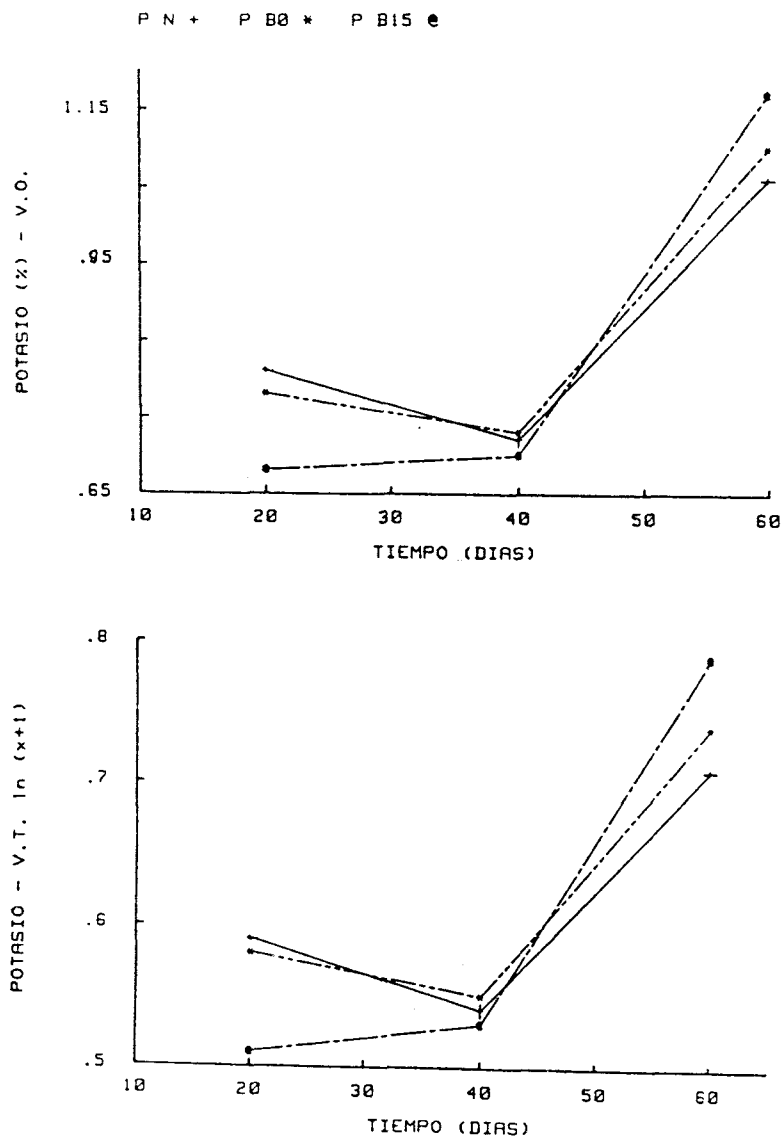 P N + P B0 * P B15 e
1.15
.95
.65
POTASIO (%) - V.O.
10 20 30 40 50 60
TIEMPO (DIAS)
.8
.7
.6
.5
POTASIO - V.T. ln (x+1)
10 20 30 40 50 60
TIEMPO (DIAS)